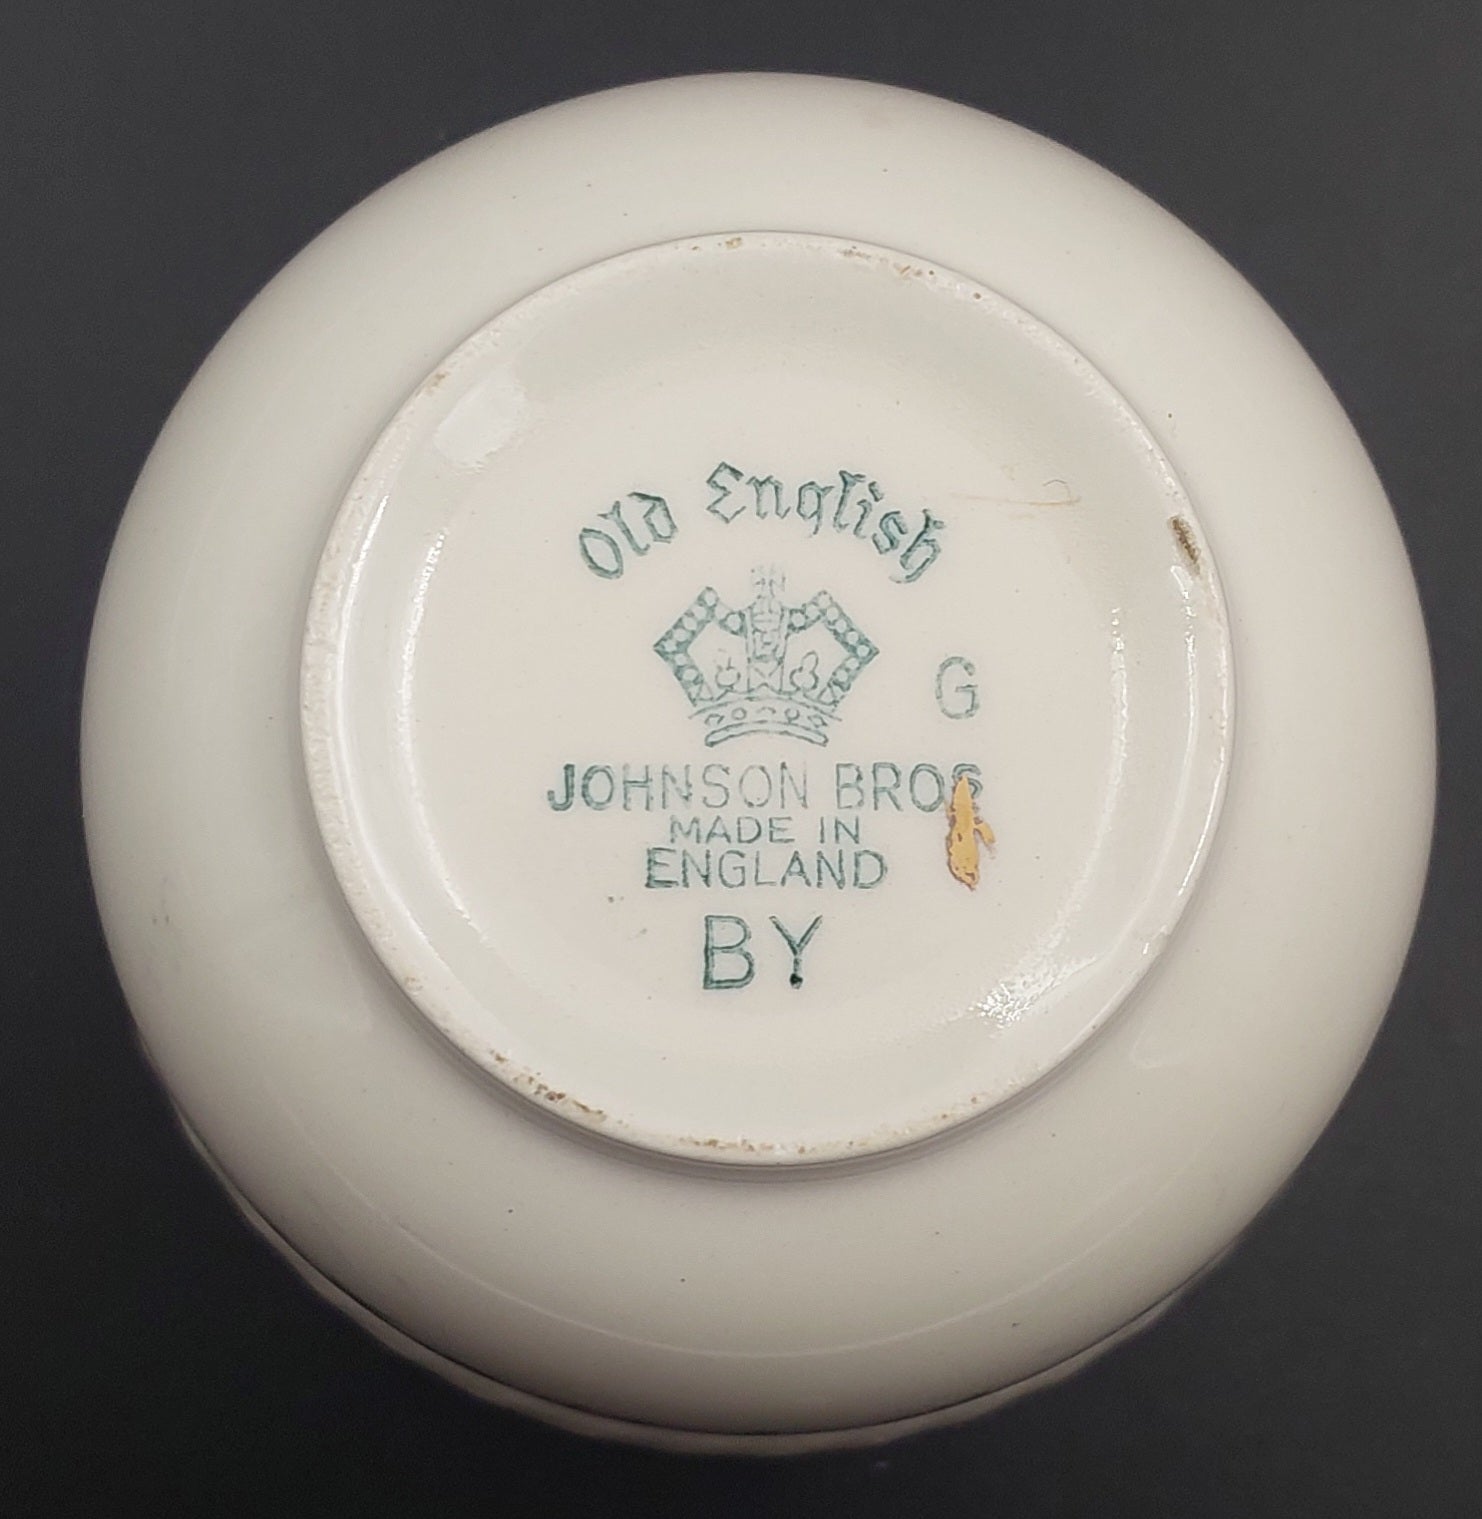 Old English
G
JOHNSON BROS
MADE IN
ENGLAND
BY